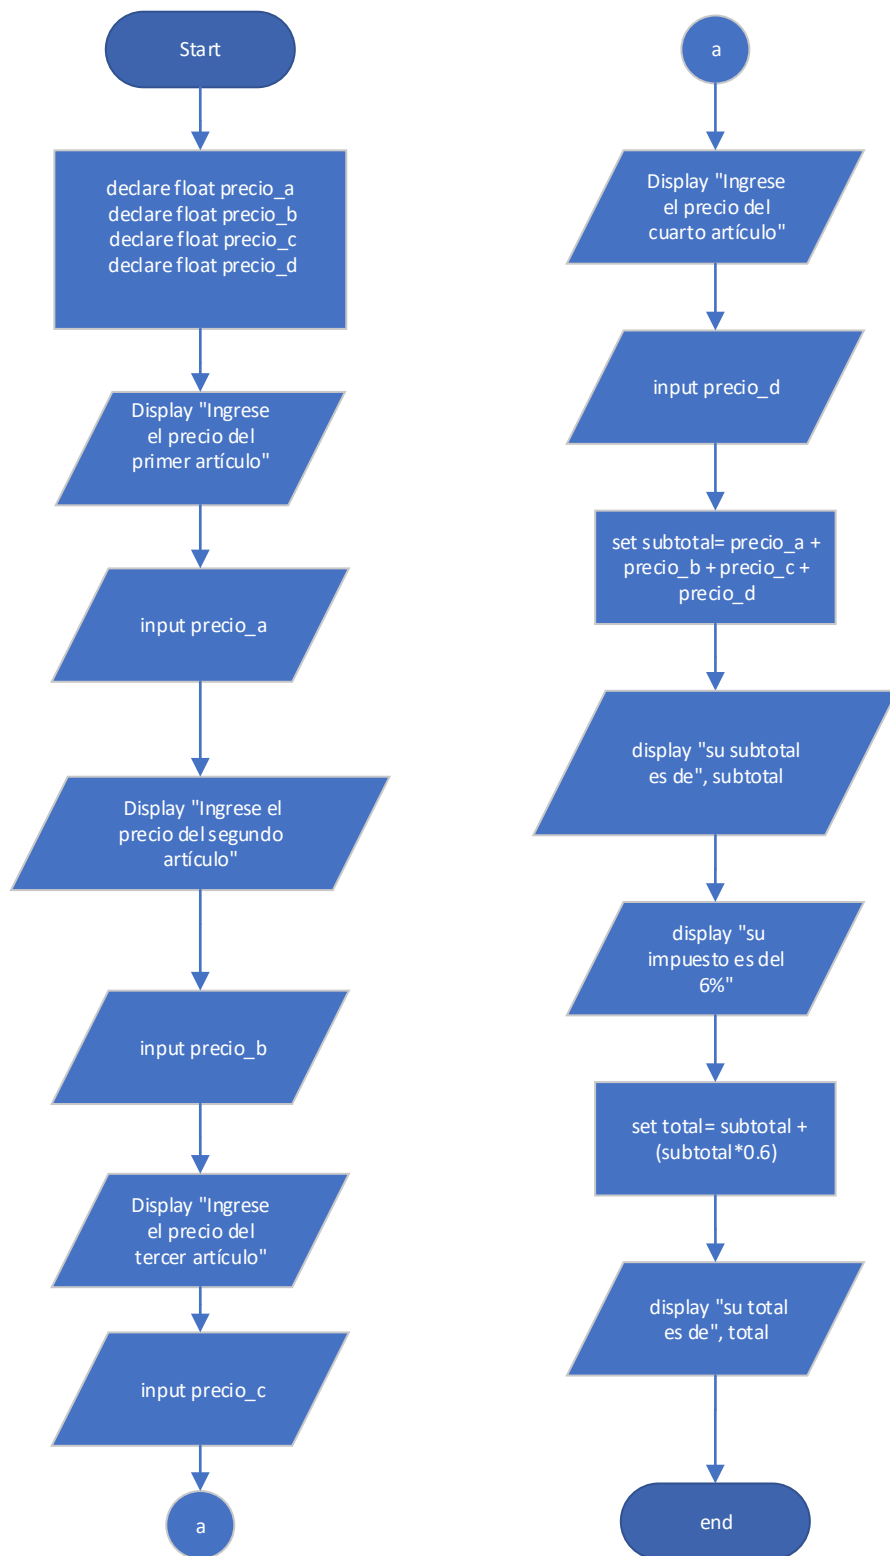 Start
declare float precio_a
declare float precio_b
declare float precio_c
declare float precio_d
Display "Ingrese
el precio del
primer artículo"
input precio_a
Display "Ingrese el
precio del segundo
artículo"
input precio_b
Display "Ingrese
el precio del
tercer artículo"
input precio_c
a
a
Display "Ingrese
el precio del
cuarto artículo"
input precio_d
set subtotal= precio_a +
precio_b + precio_c +
precio_d
display "su subtotal
es de", subtotal
display "su
impuesto es del
6%"
set total= subtotal +
(subtotal*0.6)
display "su total
es de", total
end